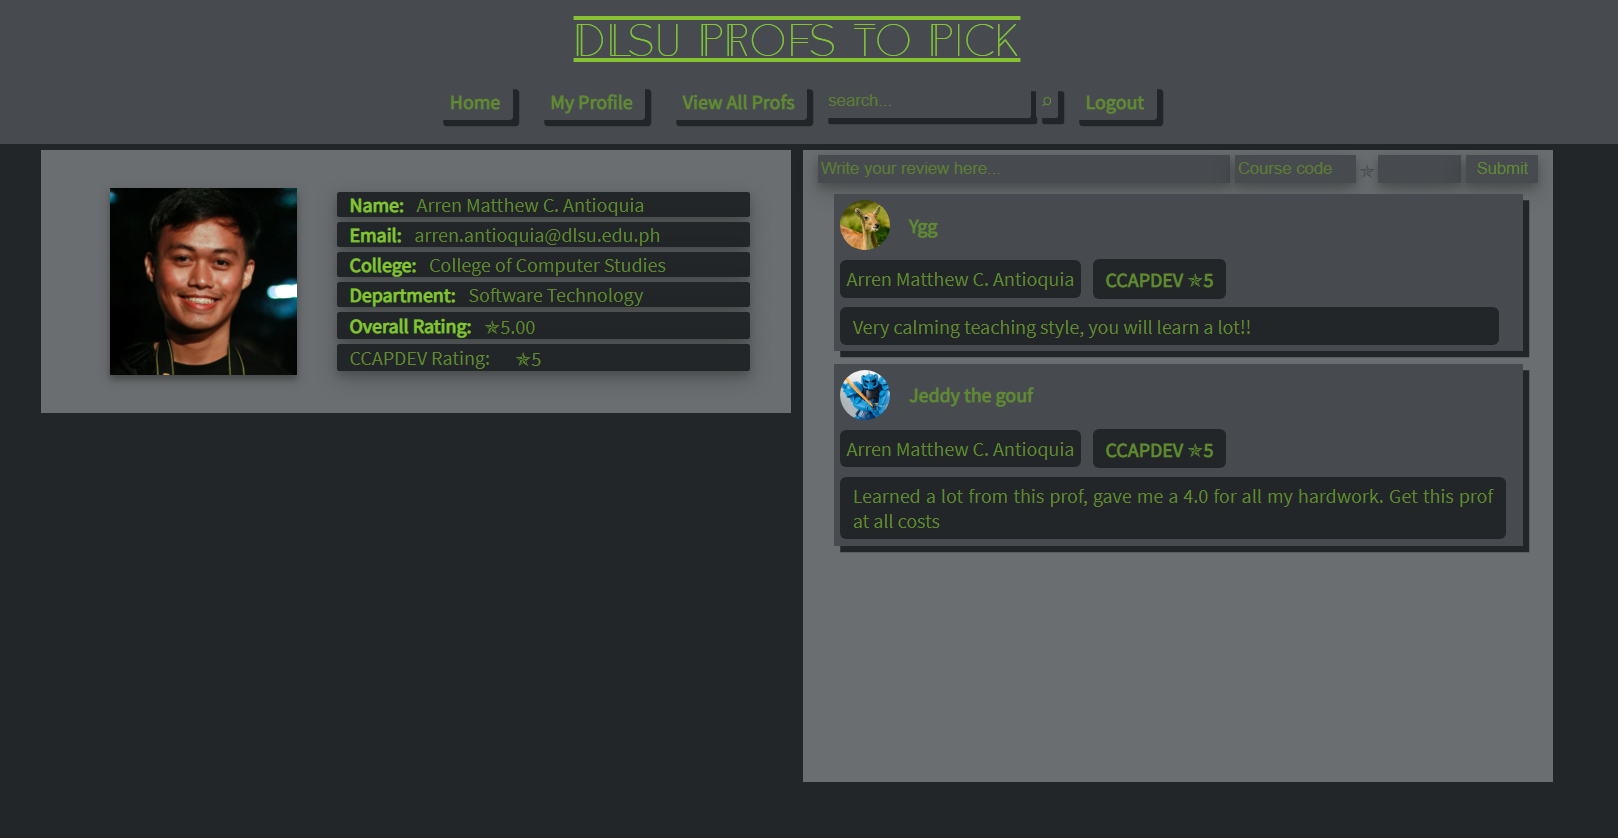 DLSU PROFS TO PICK
Home My Profile View All Profs search... Logout
Name: Arren Matthew C. Antioquia
Email: arren.antioquia@dlsu.edu.ph
College: College of Computer Studies
Department: Software Technology
Overall Rating: ✯5.00
CCAPDEV Rating: ✯5
Write your review here... Course code ✯ Submit
Ygg
Arren Matthew C. Antioquia CCAPDEV ✯5
Very calming teaching style, you will learn a lot!!
Jeddy the gouf
Arren Matthew C. Antioquia CCAPDEV ✯5
Learned a lot from this prof, gave me a 4.0 for all my hardwork. Get this prof
at all costs